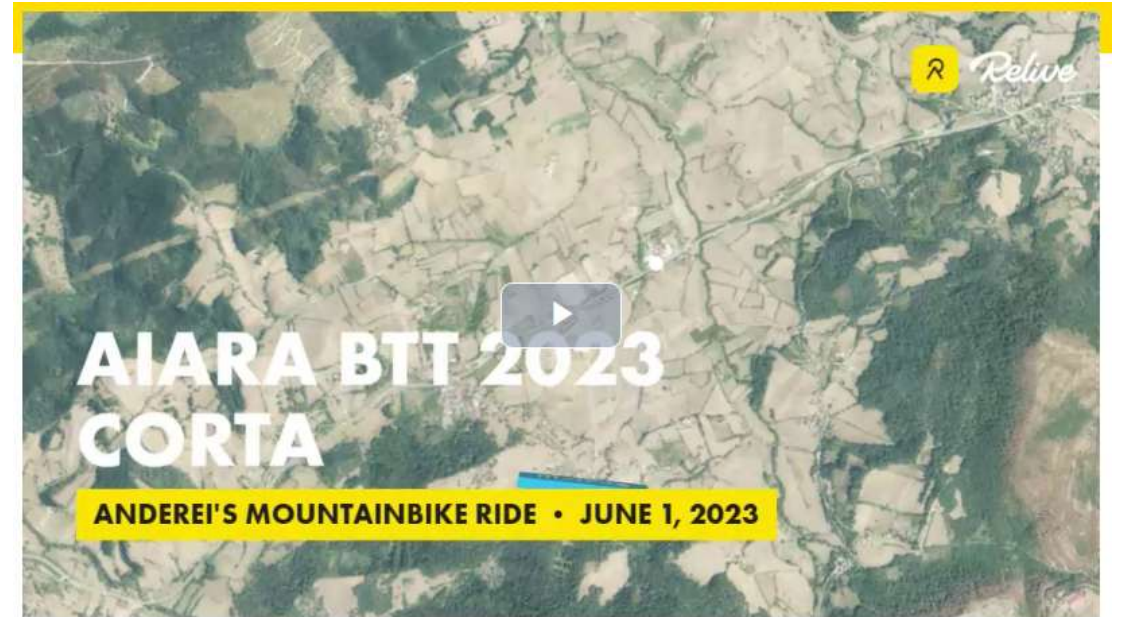 Relive
AIARA BTT 2023
CORTA
ANDEREI'S MOUNTAINBIKE RIDE • JUNE 1, 2023